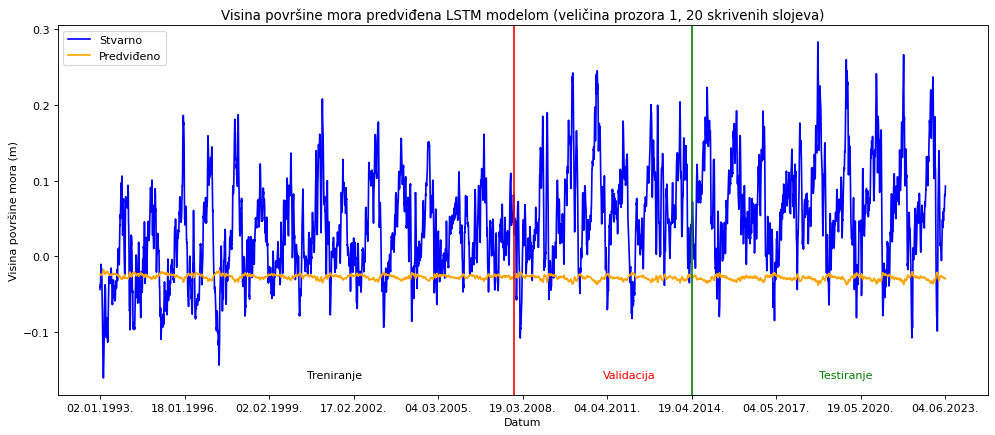 Visina površine mora predviđena LSTM modelom (veličina prozora 1, 20 skrivenih slojeva)
Stvarno
Predviđeno
Visina površine mora (m)
0.3
0.2
0.1
0.0
−0.1
Treniranje
Validacija
Testiranje
02.01.1993.
18.01.1996.
02.02.1999.
17.02.2002.
04.03.2005.
19.03.2008.
04.04.2011.
19.04.2014.
04.05.2017.
19.05.2020.
04.06.2023.
Datum